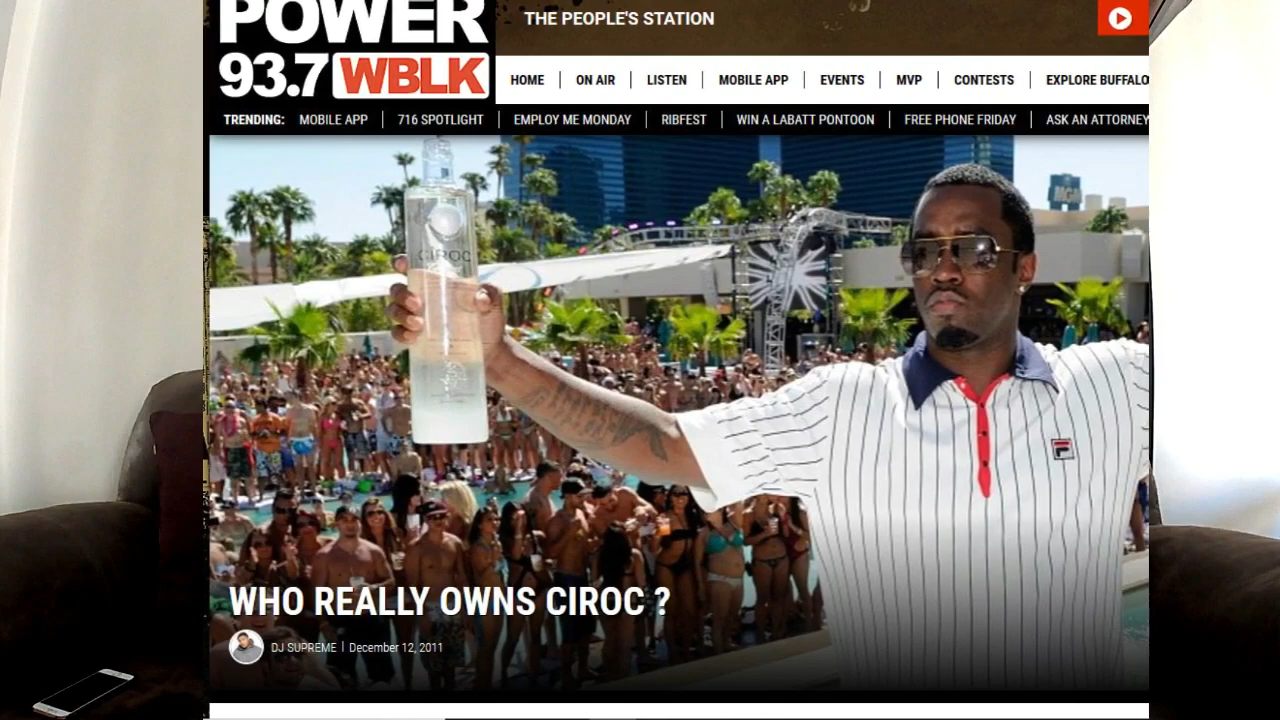 POWER
93.7 WBLK
THE PEOPLE'S STATION
HOME ON AIR LISTEN MOBILE APP EVENTS MVP CONTESTS EXPLORE BUFFALO
TRENDING: MOBILE APP 716 SPOTLIGHT EMPLOY ME MONDAY RIBFEST WIN A LABATT PONTOON FREE PHONE FRIDAY ASK AN ATTORNEY
MGM
CIROC
WHO REALLY OWNS CIROC ?
DJ SUPREME | December 12, 2011